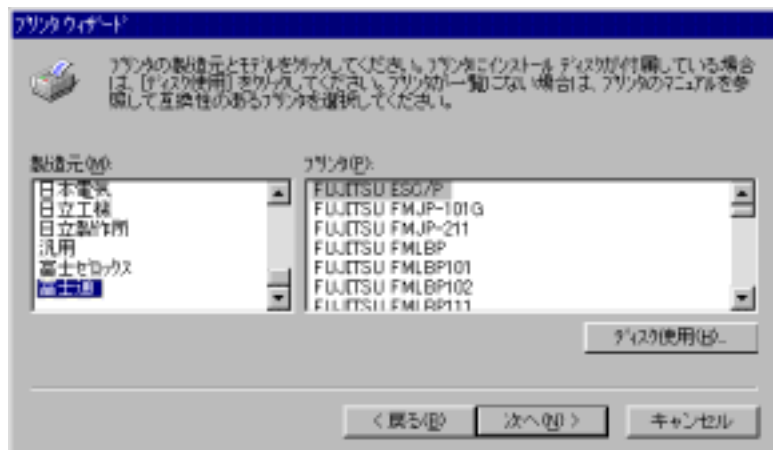 プリンタ ウィザード
プリンタの製造元とモデルをクリックしてください。プリンタにインストール ディスクが付属している場合
は、[ディスク使用] をクリックしてください。プリンタが一覧にない場合は、プリンタのマニュアルを参
照して互換性のあるプリンタを選択してください。
製造元(M):
日本電気
日立工機
日立製作所
汎用
富士ゼロックス
富士通
プリンタ(P):
FUJITSU ESC/P
FUJITSU FMJP-101G
FUJITSU FMJP-211
FUJITSU FMLBP
FUJITSU FMLBP101
FUJITSU FMLBP102
FUJITSU FMLBP111
ディスク使用(H)...
< 戻る(B)
次へ(N) >
キャンセル